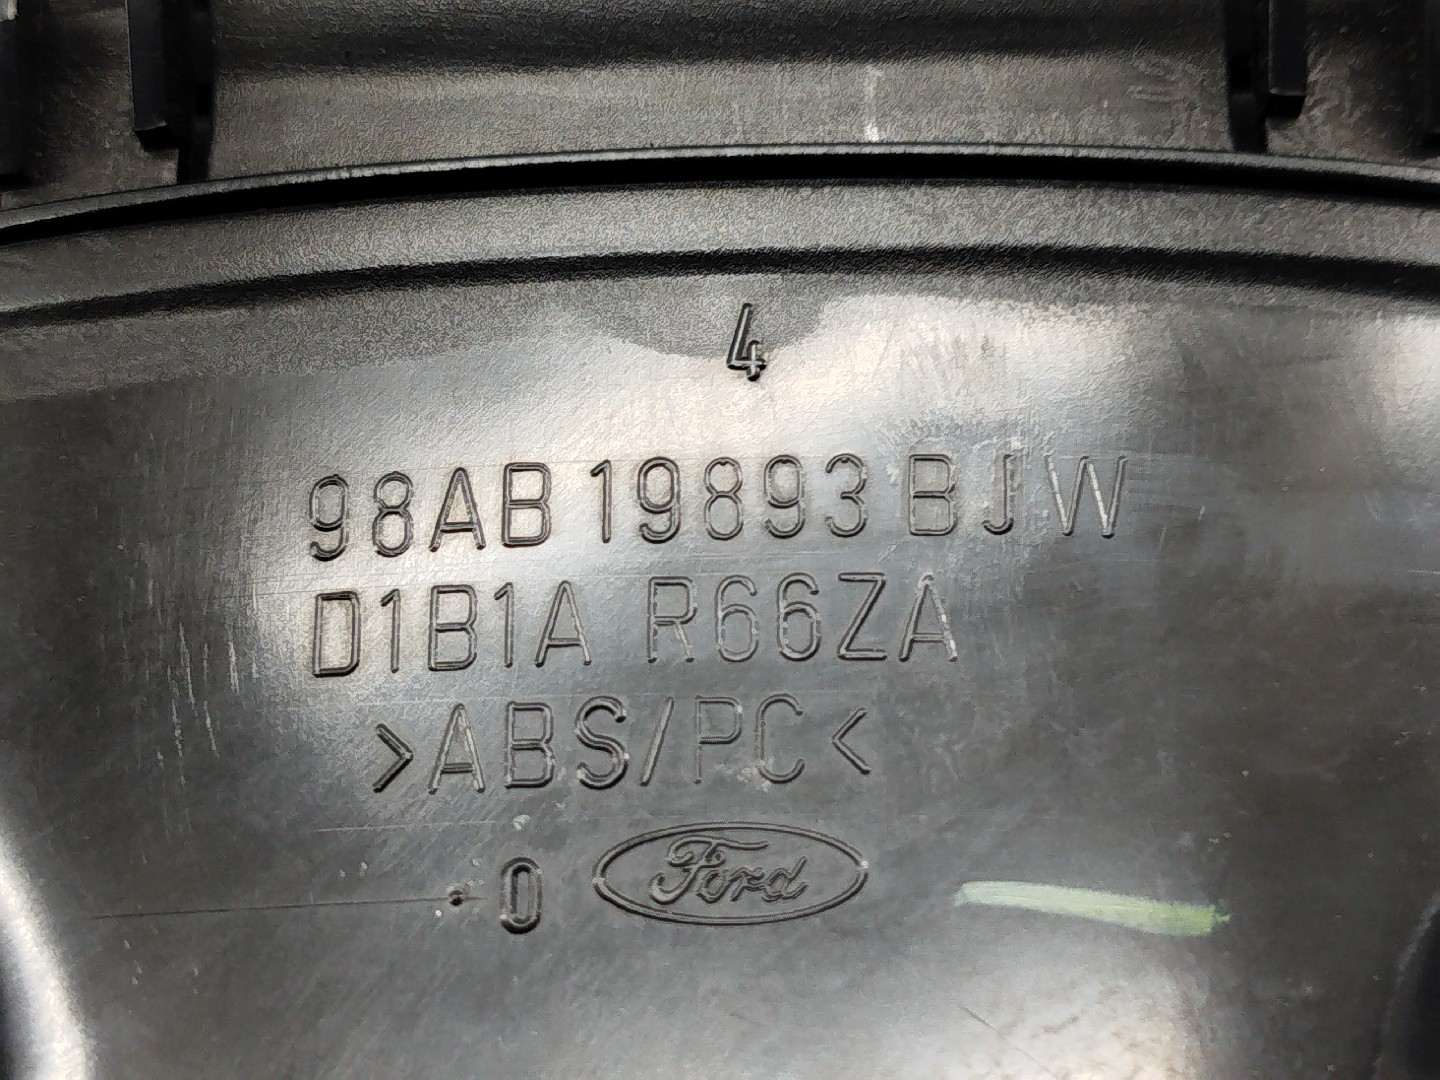 4
98AB 19893 BJW
D1B1A R66ZA
>ABS/PC<
0 Ford